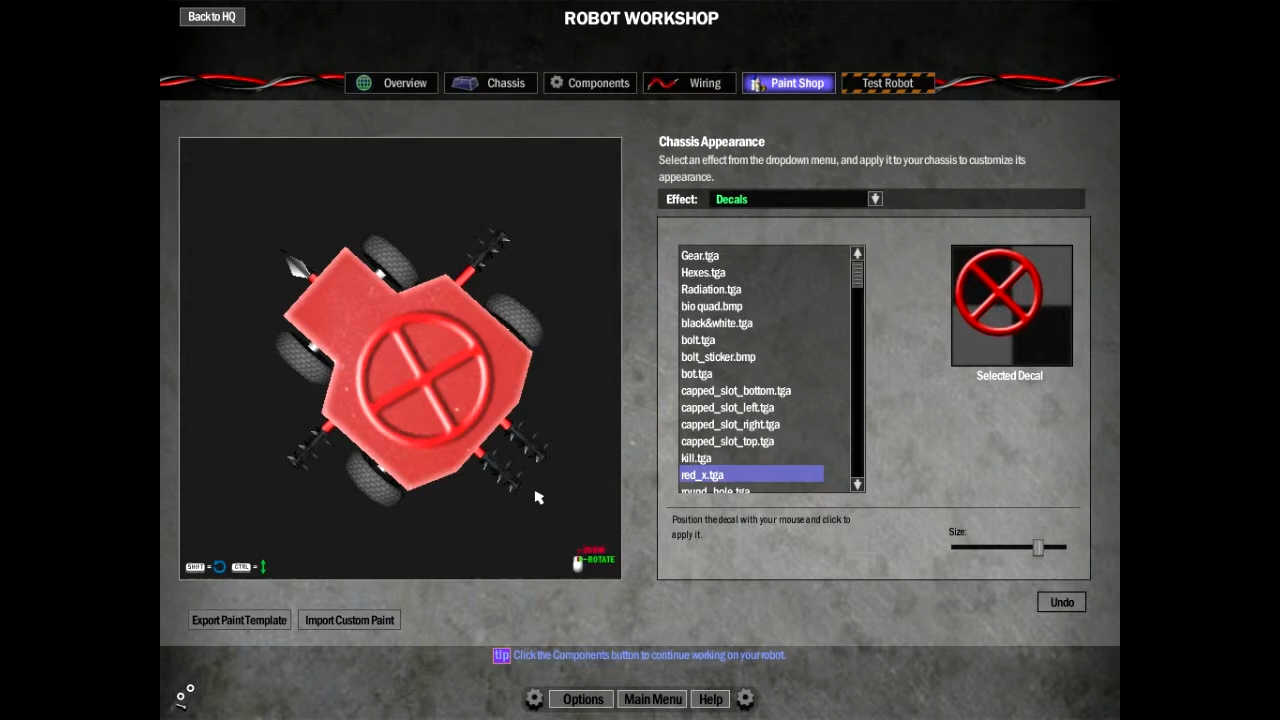 Back to HQ
ROBOT WORKSHOP
Overview
Chassis
Components
Wiring
Paint Shop
Test Robot
Chassis Appearance
Select an effect from the dropdown menu, and apply it to your chassis to customize its
appearance.
Effect: Decals
Gear.tga
Hexes.tga
Radiation.tga
bio quad.bmp
black&white.tga
bolt.tga
bolt_sticker.bmp
bot.tga
capped_slot_bottom.tga
capped_slot_left.tga
capped_slot_right.tga
capped_slot_top.tga
kill.tga
red_x.tga
round_hole.tga
Selected Decal
Position the decal with your mouse and click to
apply it.
Size:
SHIFT =
CTRL =
-ZOOM
-ROTATE
Undo
Export Paint Template
Import Custom Paint
tip Click the Components button to continue working on your robot.
Options
Main Menu
Help